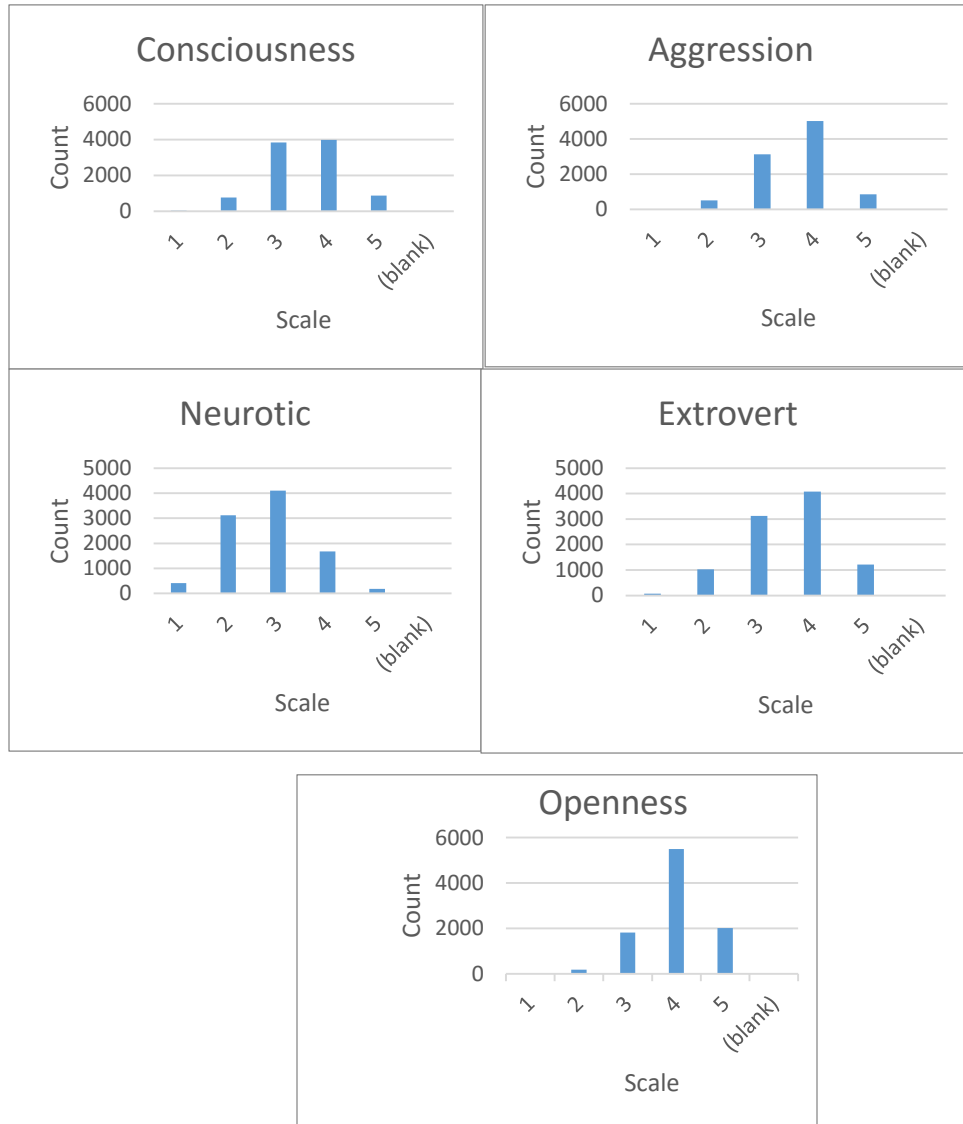 Consciousness
6000
4000
2000
0
Count
1 2 3 4 5 (blank)
Scale
Aggression
6000
4000
2000
0
Count
1 2 3 4 5 (blank)
Scale
Neurotic
5000
4000
3000
2000
1000
0
Count
1 2 3 4 5 (blank)
Scale
Extrovert
5000
4000
3000
2000
1000
0
Count
1 2 3 4 5 (blank)
Scale
Openness
6000
4000
2000
0
Count
1 2 3 4 5 (blank)
Scale